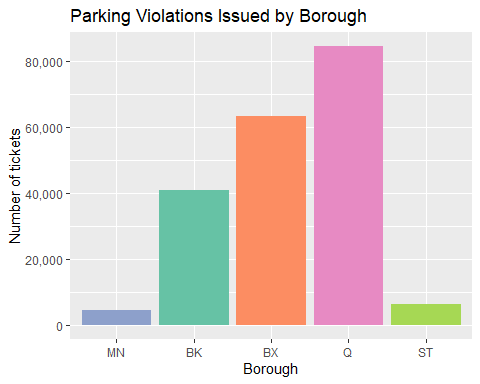 Parking Violations Issued by Borough
Number of tickets
80,000
60,000
40,000
20,000
0
MN BK BX Q ST
Borough